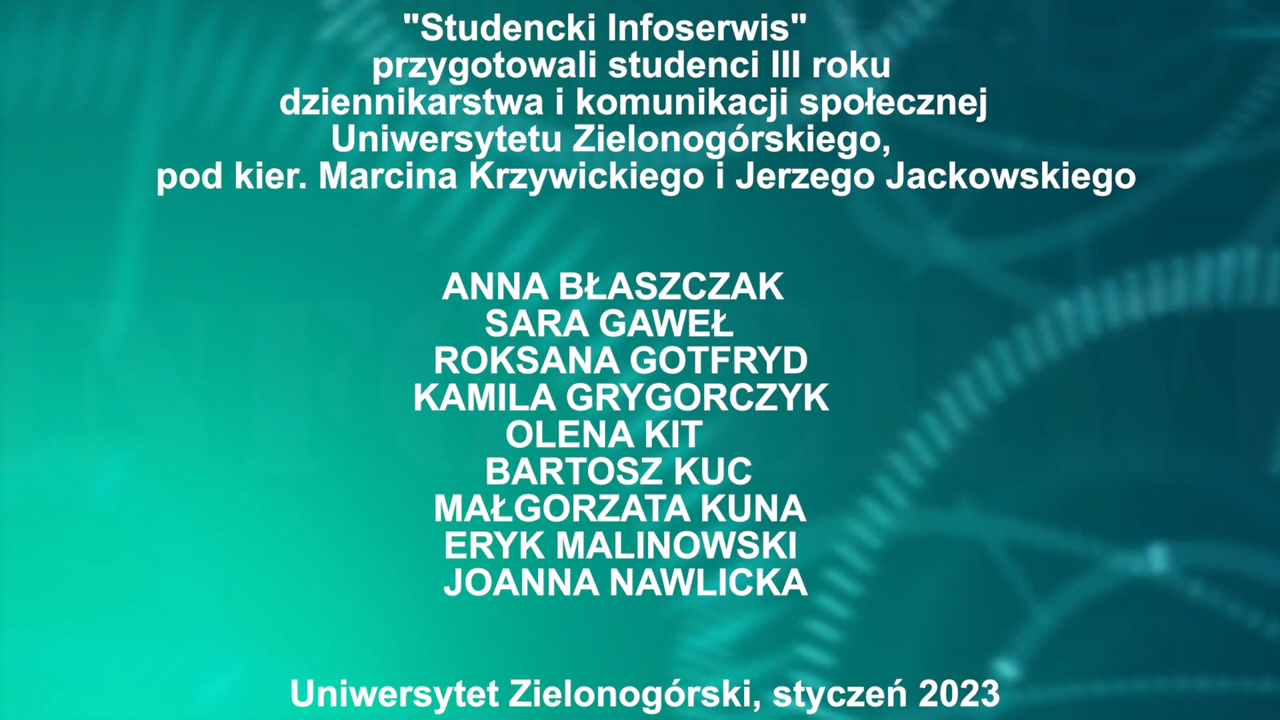 "Studencki Infoserwis"
przygotowali studenci III roku
dziennikarstwa i komunikacji społecznej
Uniwersytetu Zielonogórskiego,
pod kier. Marcina Krzywickiego i Jerzego Jackowskiego
ANNA BŁASZCZAK
SARA GAWEŁ
ROKSANA GOTFRYD
KAMILA GRYGORCZYK
OLENA KIT
BARTOSZ KUC
MAŁGORZATA KUNA
ERYK MALINOWSKI
JOANNA NAWLICKA
Uniwersytet Zielonogórski, styczeń 2023